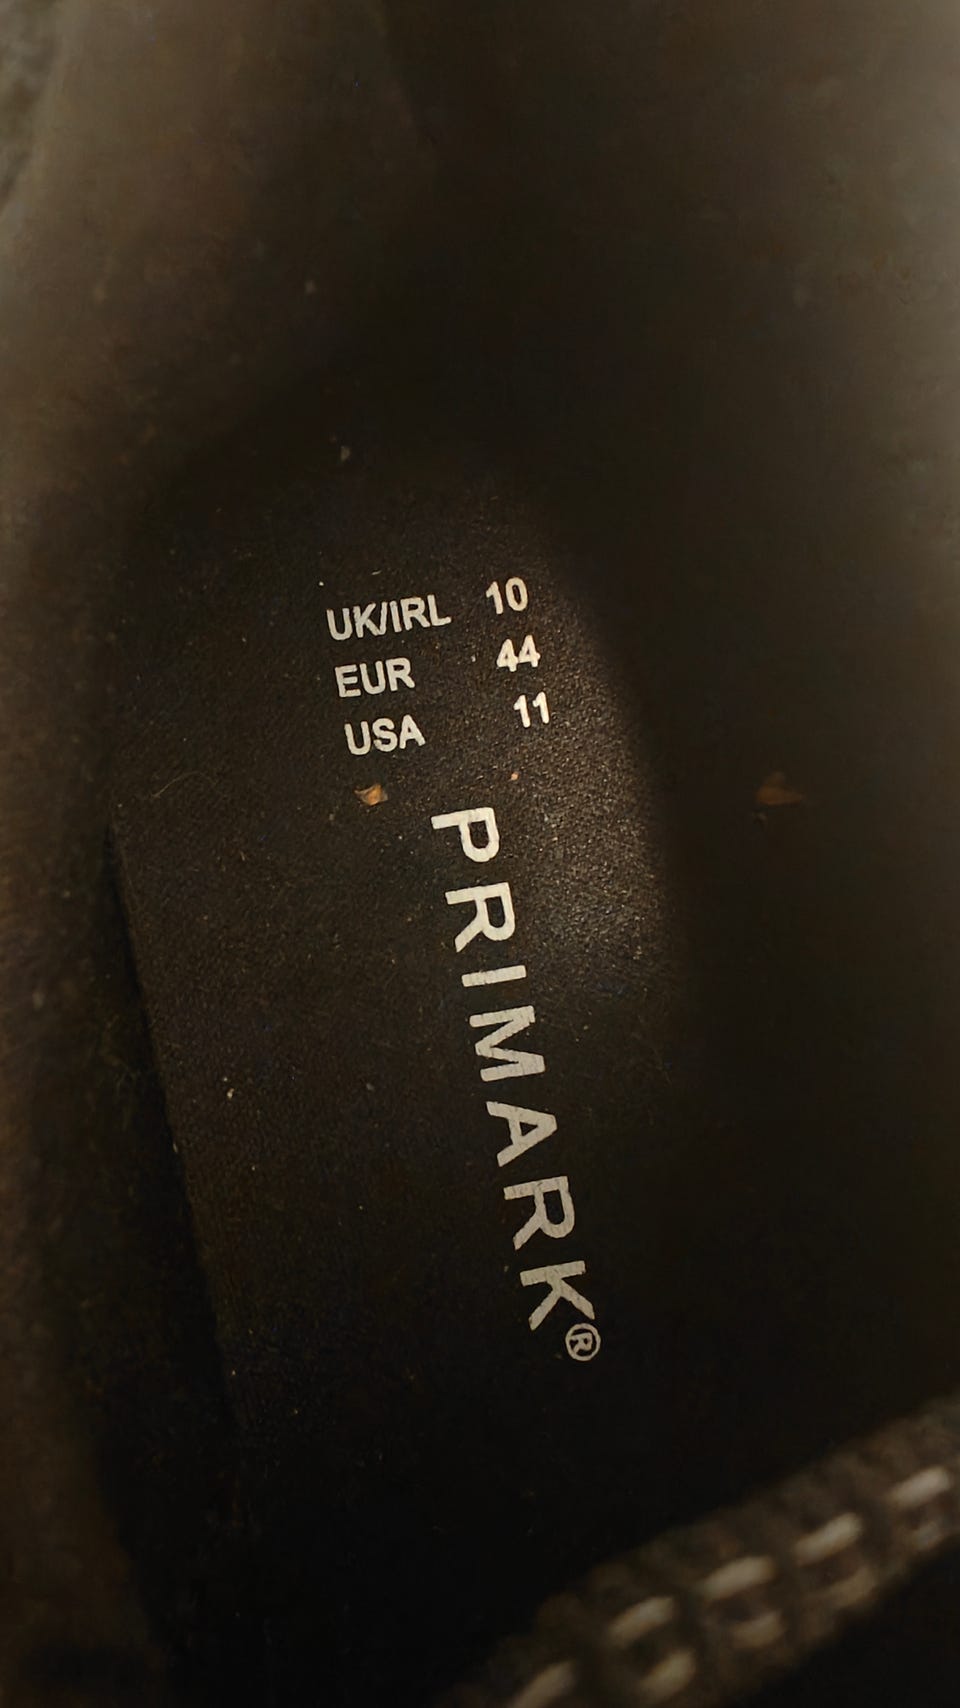 UK/IRL 10
EUR 44
USA 11
PRIMARK®